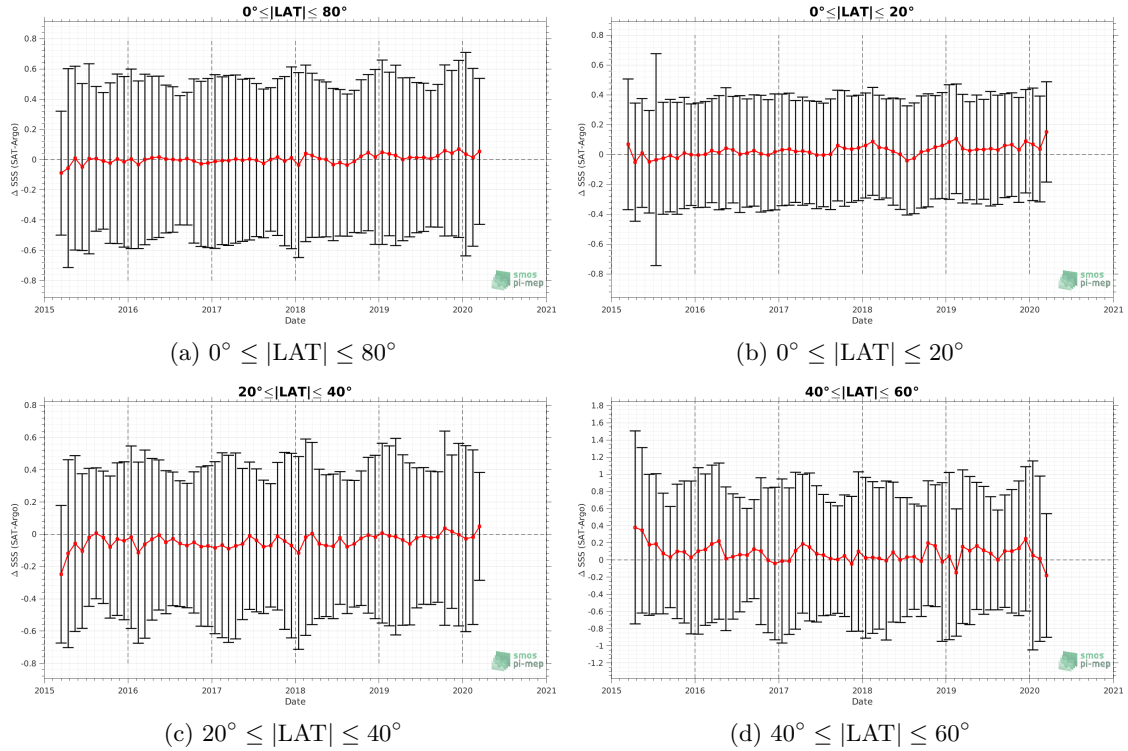 0°≤|LAT|≤ 80°
Δ SSS (SAT-Argo)
0.8
0.6
0.4
0.2
0
-0.2
-0.4
-0.6
-0.8
2015 2016 2017 2018 2019 2020 2021
Date
smos
pi-mep
(a) 0° ≤ |LAT| ≤ 80°
0°≤|LAT|≤ 20°
Δ SSS (SAT-Argo)
0.8
0.6
0.4
0.2
0
-0.2
-0.4
-0.6
-0.8
2015 2016 2017 2018 2019 2020 2021
Date
smos
pi-mep
(b) 0° ≤ |LAT| ≤ 20°
20°≤|LAT|≤ 40°
Δ SSS (SAT-Argo)
0.8
0.6
0.4
0.2
0
-0.2
-0.4
-0.6
-0.8
2015 2016 2017 2018 2019 2020 2021
Date
smos
pi-mep
(c) 20° ≤ |LAT| ≤ 40°
40°≤|LAT|≤ 60°
Δ SSS (SAT-Argo)
1.8
1.6
1.4
1.2
1
0.8
0.6
0.4
0.2
0
-0.2
-0.4
-0.6
-0.8
-1
-1.2
2015 2016 2017 2018 2019 2020 2021
Date
smos
pi-mep
(d) 40° ≤ |LAT| ≤ 60°